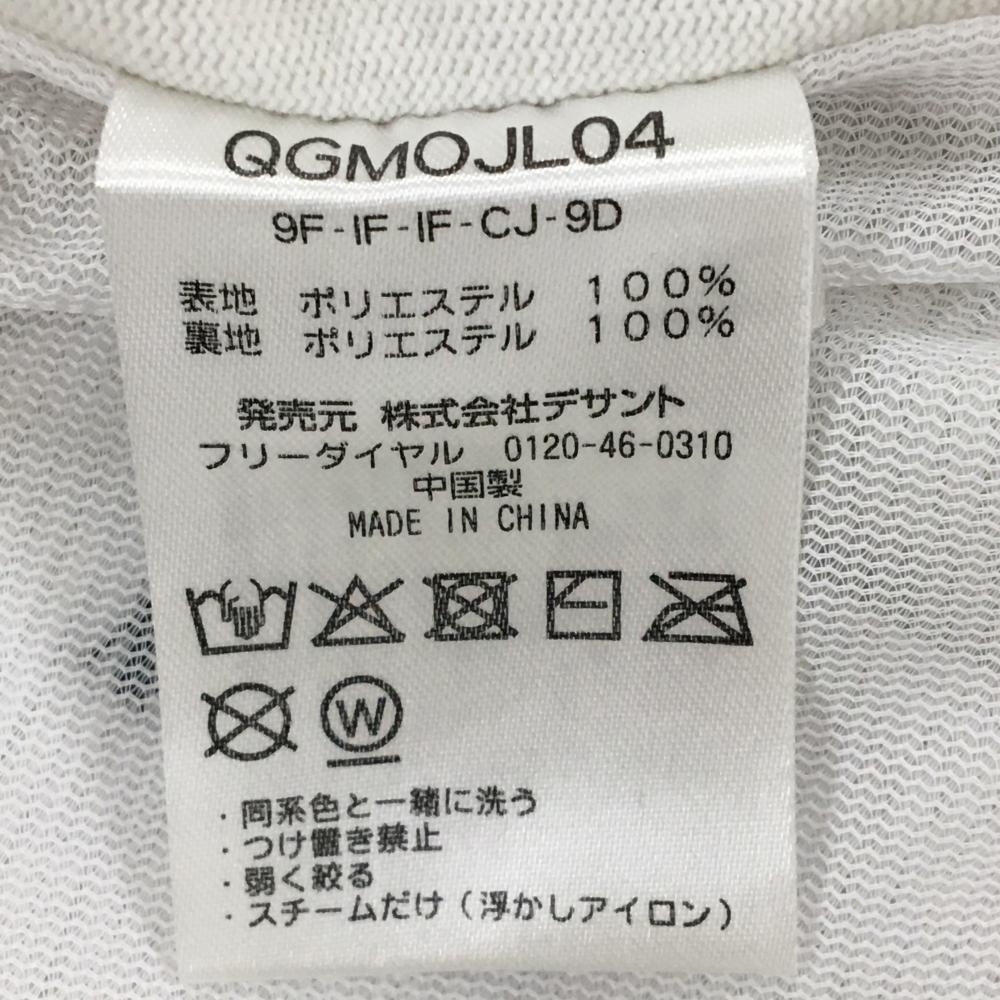 QGMOJL04
9F-IF-IF-CJ-9D
表地 ポリエステル 100%
裏地 ポリエステル 100%
発売元 株式会社デサント
フリーダイヤル 0120-46-0310
中国製
MADE IN CHINA
W
・同系色と一緒に洗う
・つけ置き禁止
・弱く絞る
・スチームだけ(浮かしアイロン)